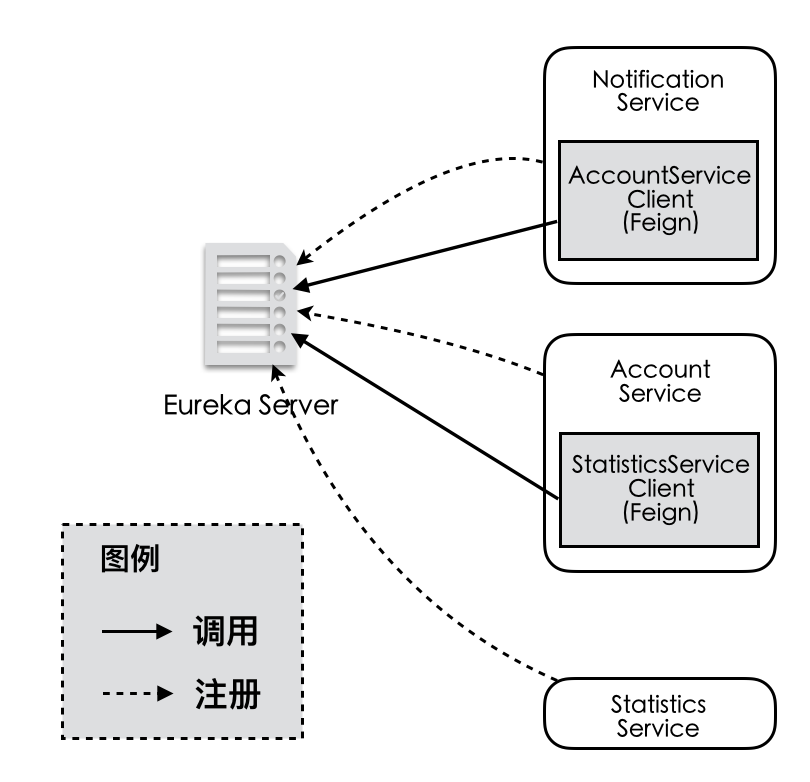 Notification
Service
AccountService
Client
(Feign)
Eureka Server
Account
Service
StatisticsService
Client
(Feign)
图例
调用
注册
Statistics
Service